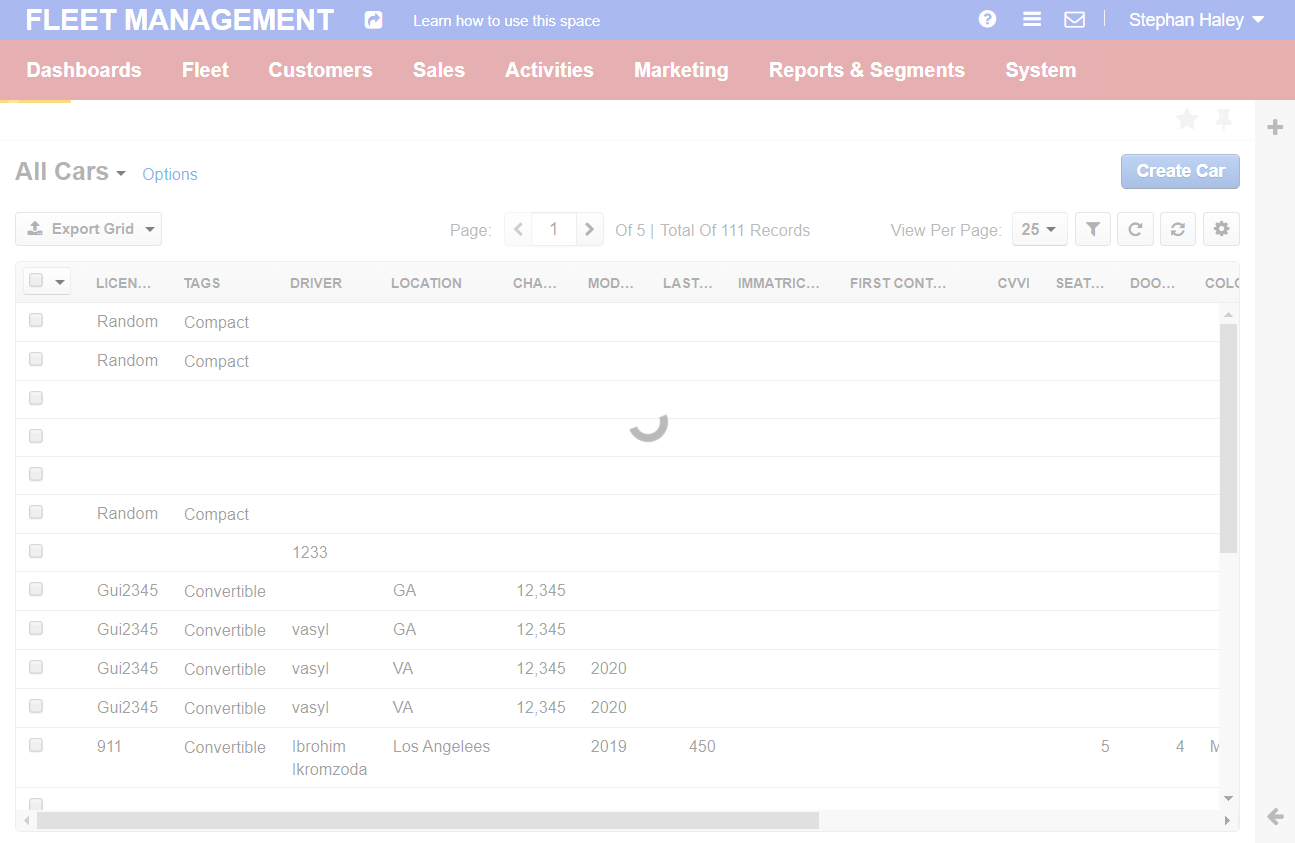 FLEET MANAGEMENT Learn how to use this space Stephan Haley
Dashboards Fleet Customers Sales Activities Marketing Reports & Segments System
All Cars Options Create Car
Export Grid Page: 1 Of 5 | Total Of 111 Records View Per Page: 25
LICEN... TAGS DRIVER LOCATION CHA... MOD... LAST... IMMATRIC... FIRST CONT... CVVI SEAT... DOO... COLO
Random Compact
Random Compact
Random Compact
1233
Gui2345 Convertible GA 12,345
Gui2345 Convertible vasyl GA 12,345
Gui2345 Convertible vasyl VA 12,345 2020
Gui2345 Convertible vasyl VA 12,345 2020
911 Convertible Ibrohim Los Angelees 2019 450 5 4 M
Ikromzoda